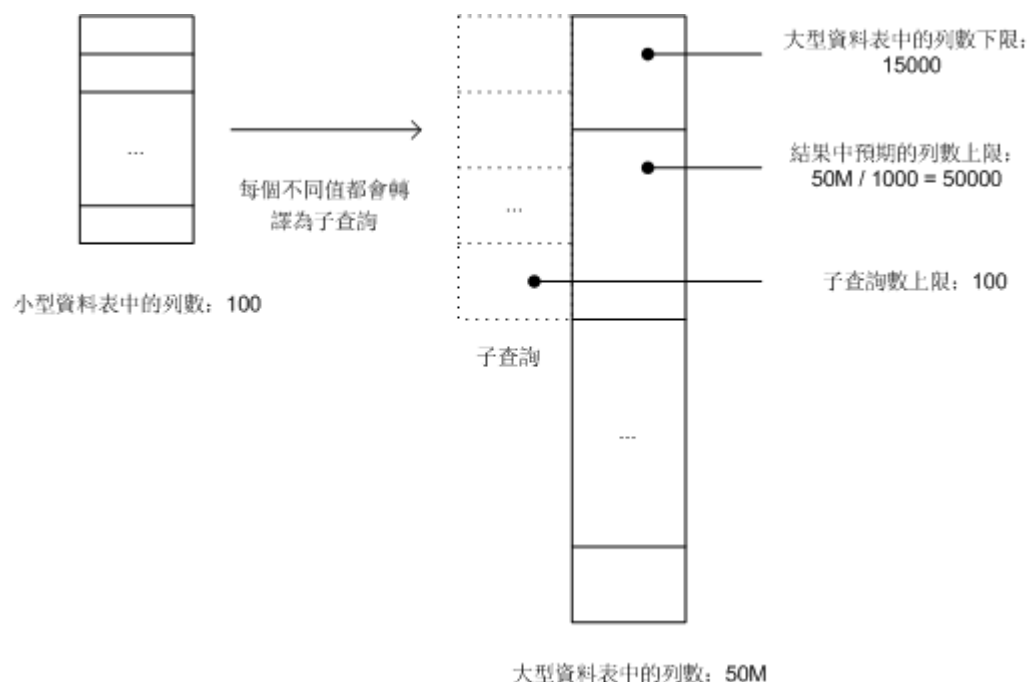 ...
小型資料表中的列數：100
每個不同值都會轉
譯為子查詢
...
子查詢
大型資料表中的列數下限：
15000
結果中預期的列數上限：
50M / 1000 = 50000
子查詢數上限：100
...
大型資料表中的列數：50M